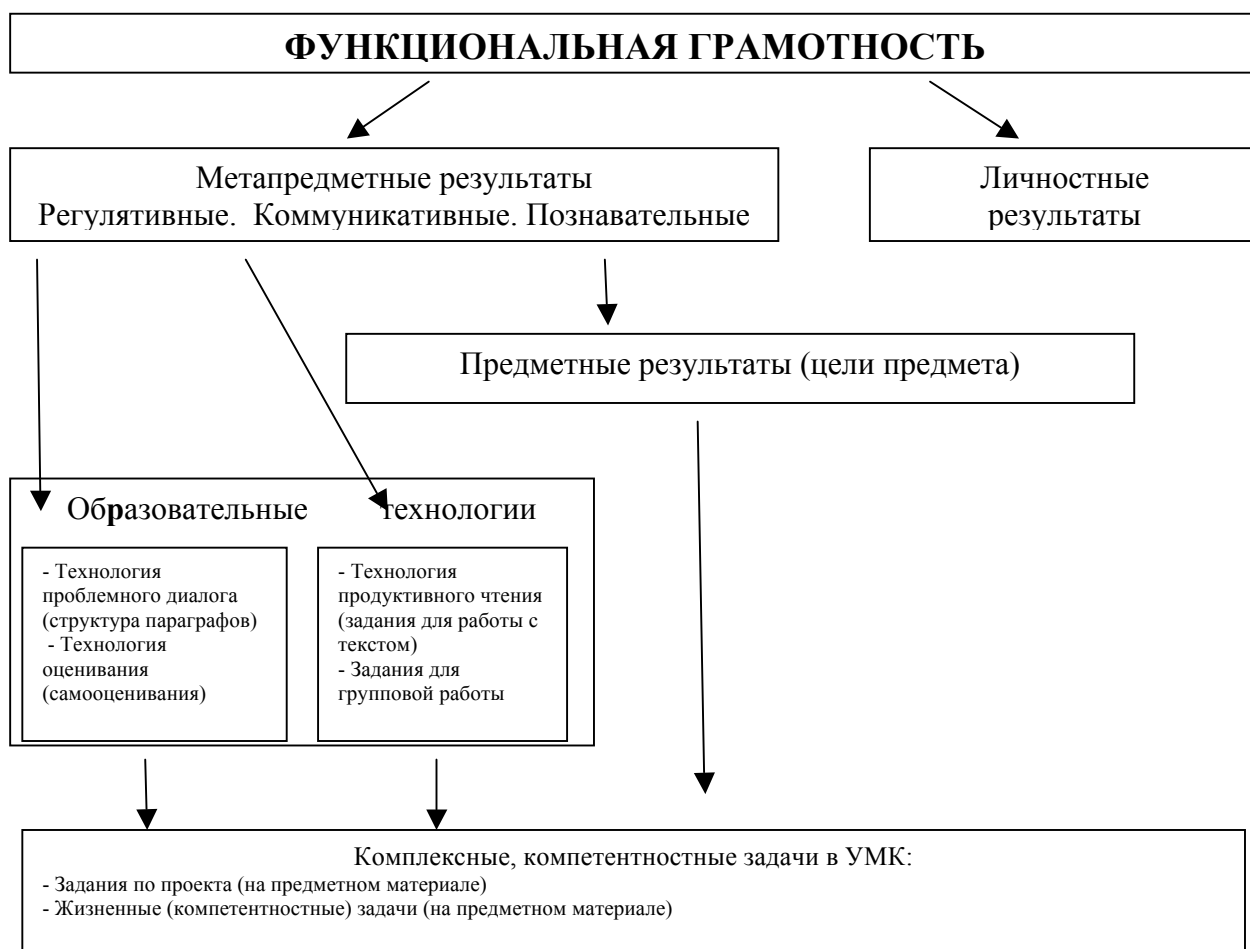 ФУНКЦИОНАЛЬНАЯ ГРАМОТНОСТЬ
Метапредметные результаты
Регулятивные. Коммуникативные. Познавательные
Личностные
результаты
Предметные результаты (цели предмета)
Образовательные технологии
- Технология
проблемного диалога
(структура параграфов)
- Технология
оценивания
(самооценивания)
- Технология
продуктивного чтения
(задания для работы с
текстом)
- Задания для
групповой работы
Комплексные, компетентностные задачи в УМК:
- Задания по проекта (на предметном материале)
- Жизненные (компетентностные) задачи (на предметном материале)